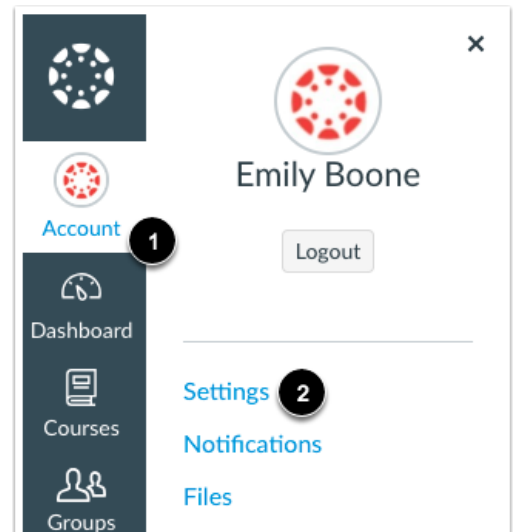 ×
Emily Boone
Account
1
Logout
Dashboard
Settings 2
Courses
Notifications
Files
Groups